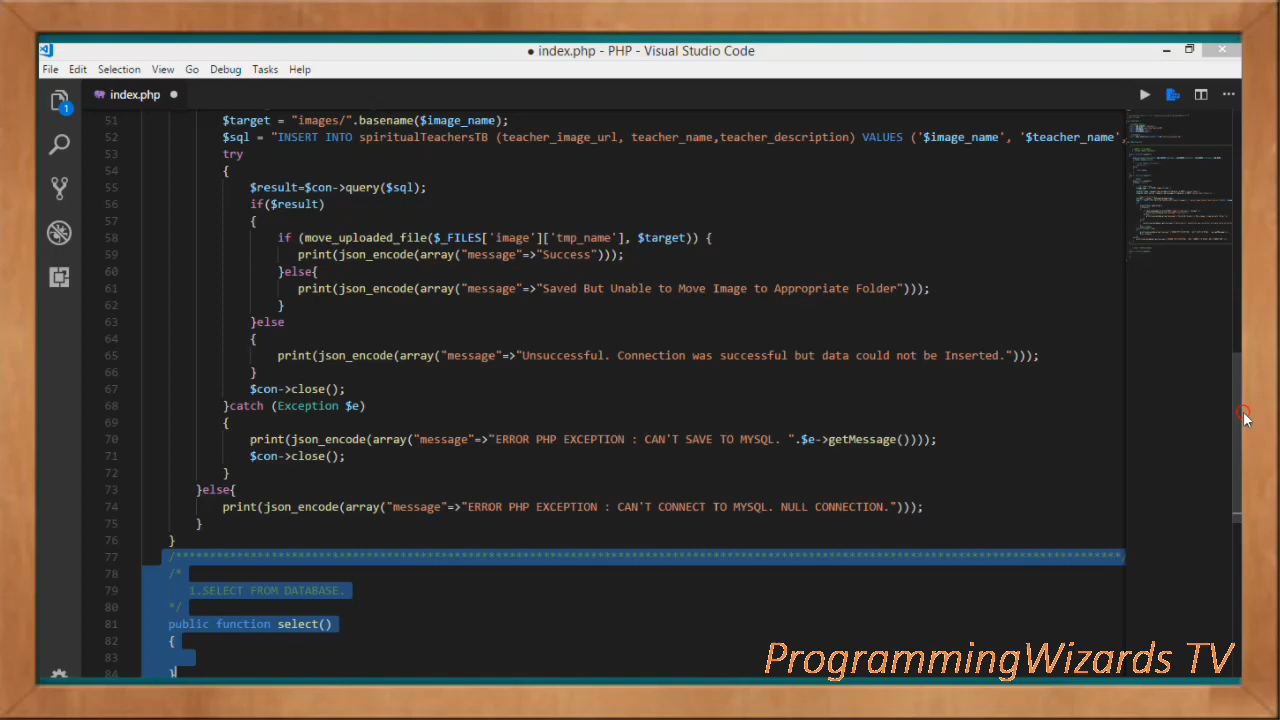 ● index.php - PHP - Visual Studio Code
File Edit Selection View Go Debug Tasks Help
1
index.php ●
51 $target = "images/".basename($image_name);
52 $sql = "INSERT INTO spiritualTeachersTB (teacher_image_url, teacher_name,teacher_description) VALUES ('$image_name', '$teacher_name',
53 try
54 {
55 $result=$con->query($sql);
56 if($result)
57 {
58 if (move_uploaded_file($_FILES['image']['tmp_name'], $target)) {
59 print(json_encode(array("message"=>"Success")));
60 }else{
61 print(json_encode(array("message"=>"Saved But Unable to Move Image to Appropriate Folder")));
62 }
63 }else
64 {
65 print(json_encode(array("message"=>"Unsuccessful. Connection was successful but data could not be Inserted.")));
66 }
67 $con->close();
68 }catch (Exception $e)
69 {
70 print(json_encode(array("message"=>"ERROR PHP EXCEPTION : CAN'T SAVE TO MYSQL. ".$e->getMessage())));
71 $con->close();
72 }
73 }else{
74 print(json_encode(array("message"=>"ERROR PHP EXCEPTION : CAN'T CONNECT TO MYSQL. NULL CONNECTION.")));
75 }
76 }
77
78 /*
79 1.SELECT FROM DATABASE.
80 */
81 public function select()
82 {
83
84 }
ProgrammingWizards TV